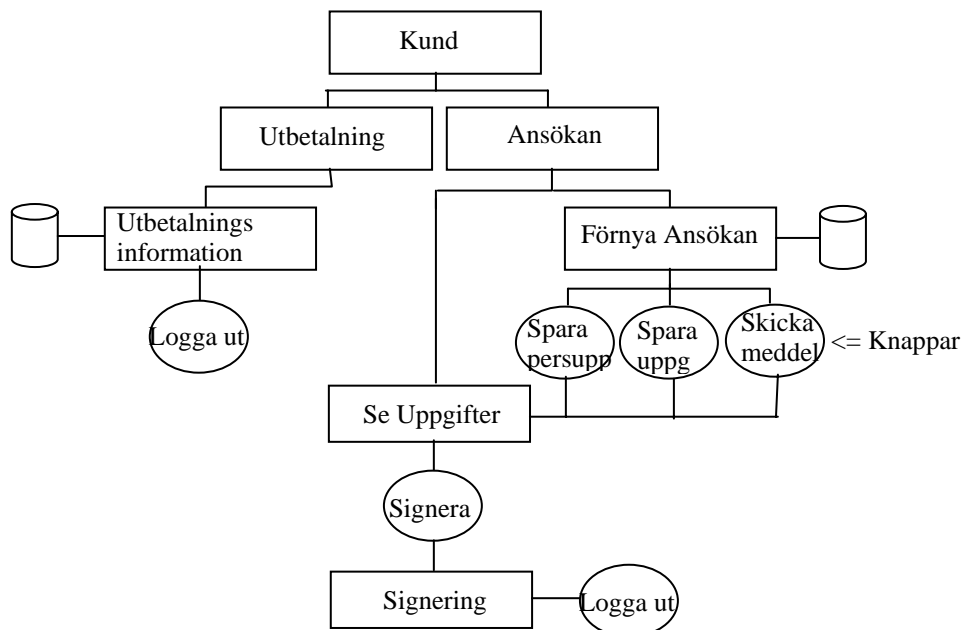 Kund
Utbetalning
Ansökan
Utbetalnings
information
Förnya Ansökan
Logga ut
Spara
persupp
Spara
uppg
Skicka
meddel
<= Knappar
Se Uppgifter
Signera
Signering
Logga ut